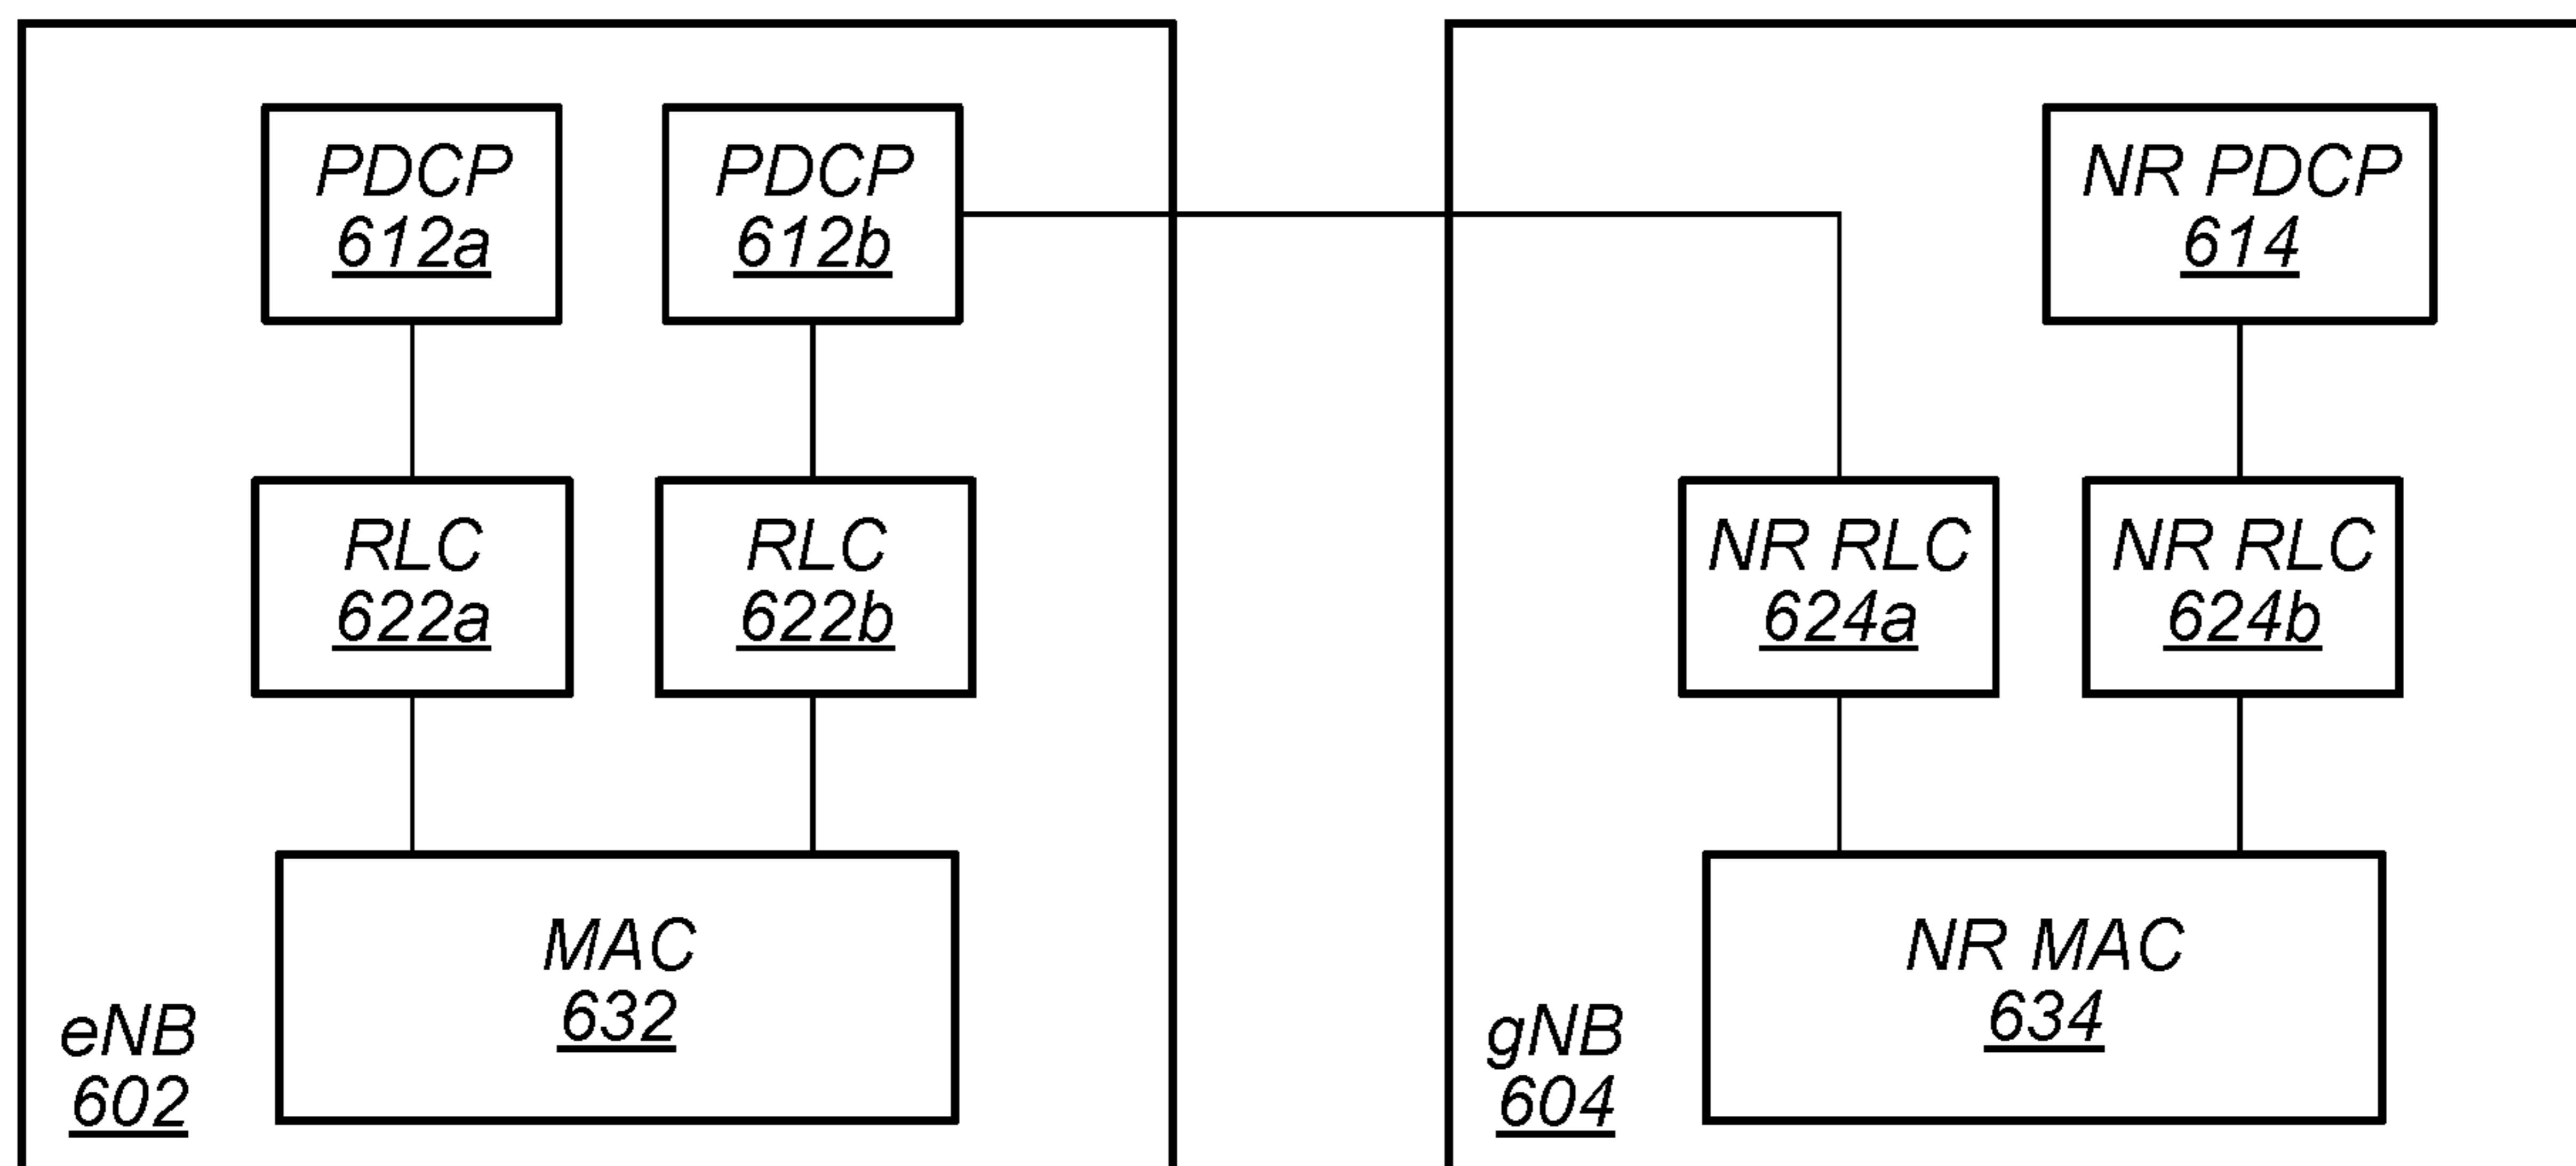 PDCP
612a
PDCP
612b
NR PDCP
614
RLC
622a
RLC
622b
NR RLC
624a
NR RLC
624b
MAC
632
NR MAC
634
eNB
602
gNB
604